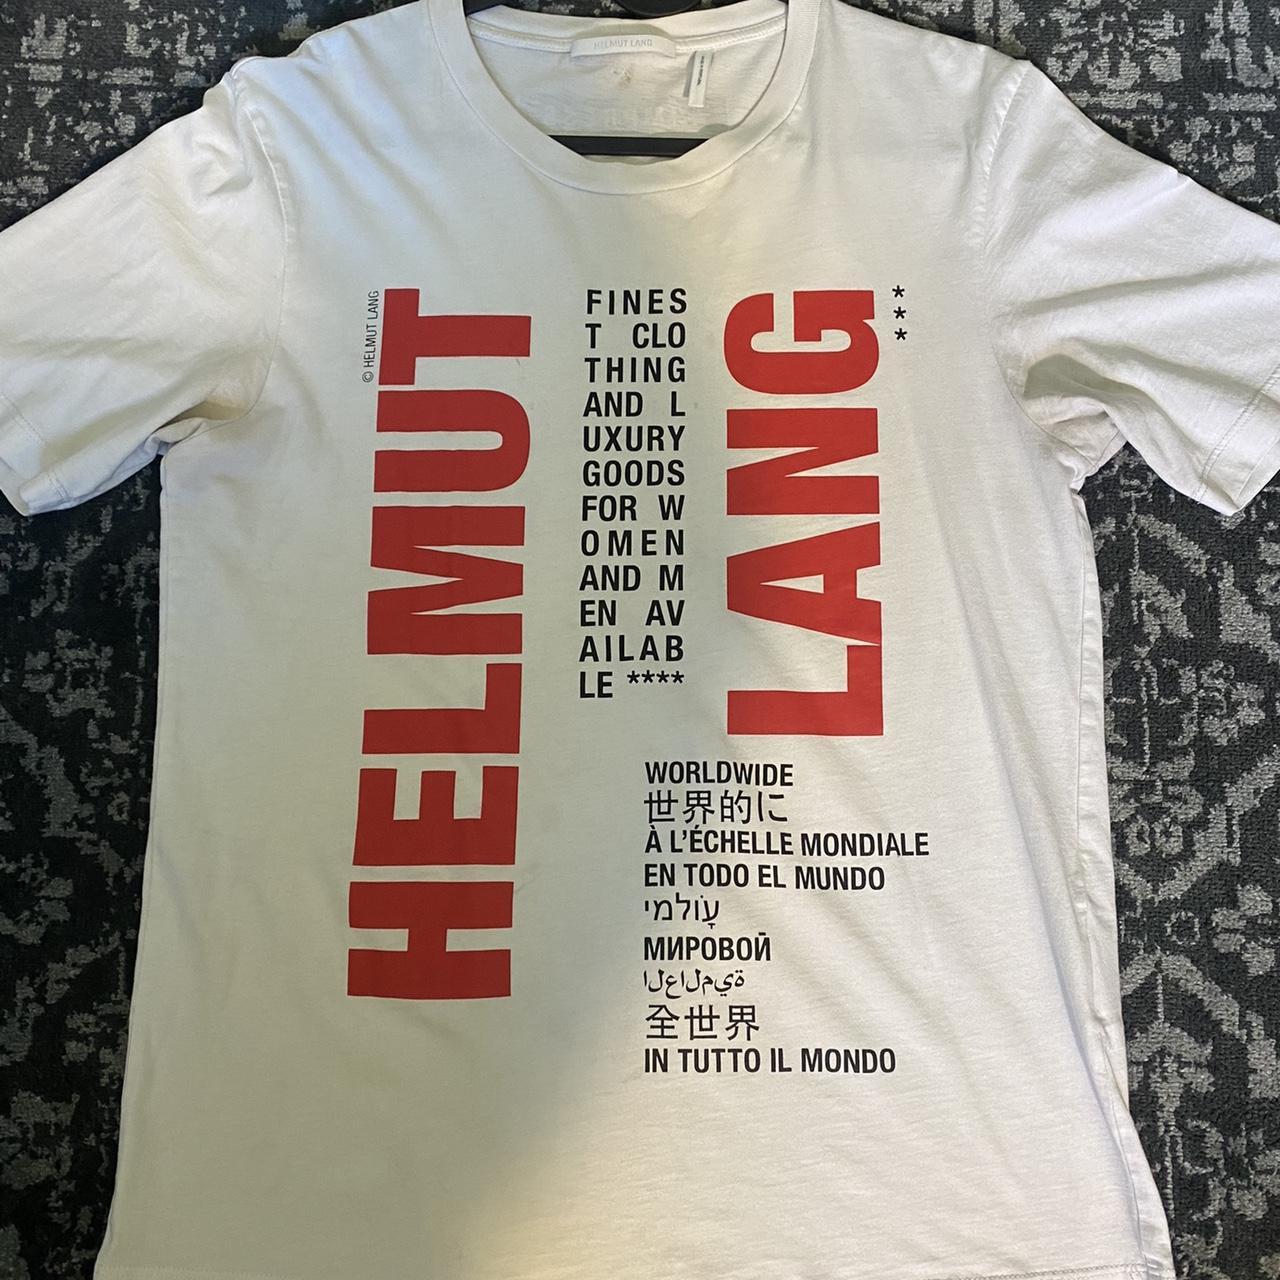 HELMUT LANG
© HELMUT LANG
HELMUT
FINES
T CLO
THING
AND L
UXURY
GOODS
FOR W
OMEN
AND M
EN AV
AILAB
LE ****
LANG
***
WORLDWIDE
世界的に
À L'ÉCHELLE MONDIALE
EN TODO EL MUNDO
עָוֹלמי
МИРОВОЙ
ةيملاعلا
全世界
IN TUTTO IL MONDO